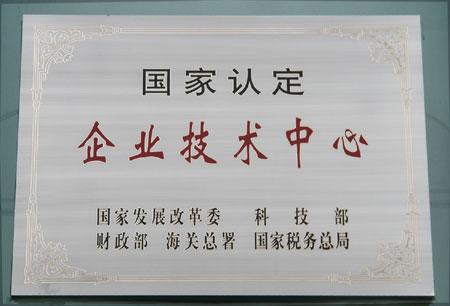 国家认定
企业技术中心
国家发展改革委 科技部
财政部 海关总署 国家税务总局